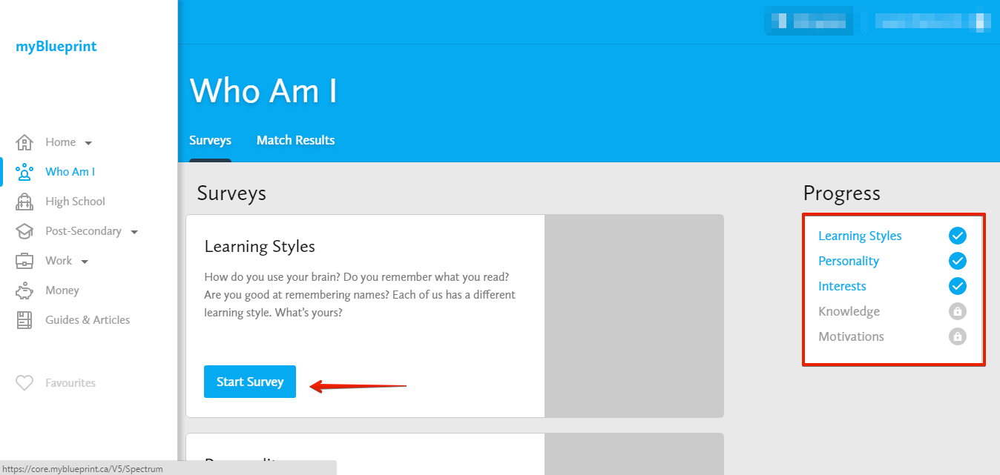 myBlueprint
Home
Who Am I
High School
Post-Secondary
Work
Money
Guides & Articles
Favourites
Who Am I
Surveys
Match Results
Surveys
Learning Styles
How do you use your brain? Do you remember what you read?
Are you good at remembering names? Each of us has a different
learning style. What's yours?
Start Survey
Progress
Learning Styles
Personality
Interests
Knowledge
Motivations
https://core.myblueprint.ca/V5/Spectrum